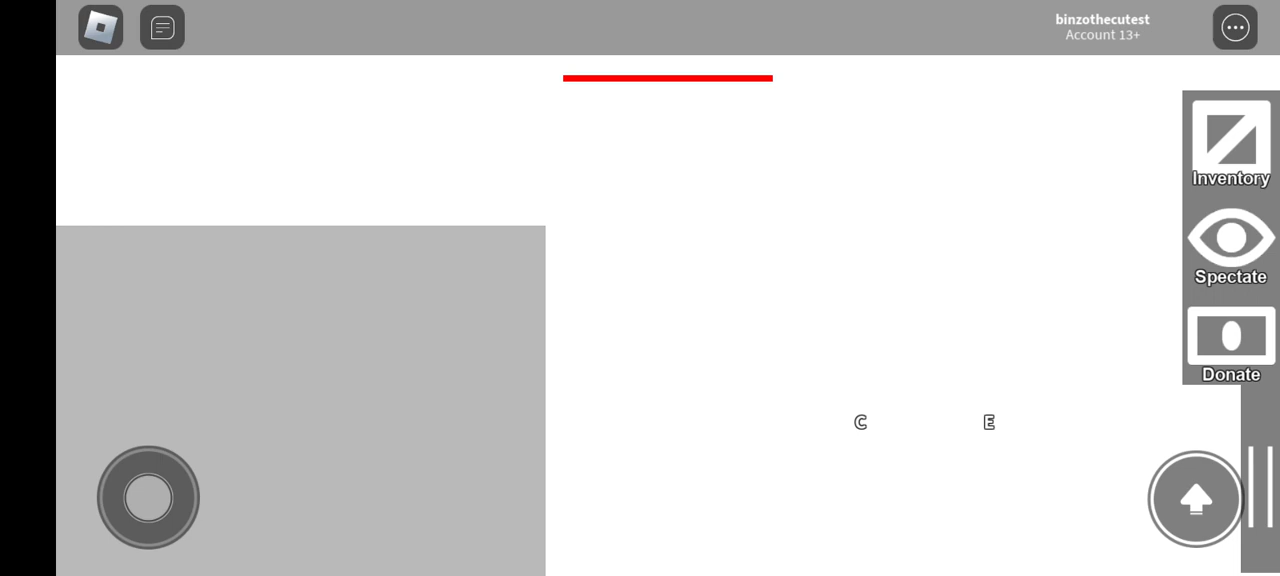 binzothecutest
Account 13+
Inventory
Spectate
Donate
C
E